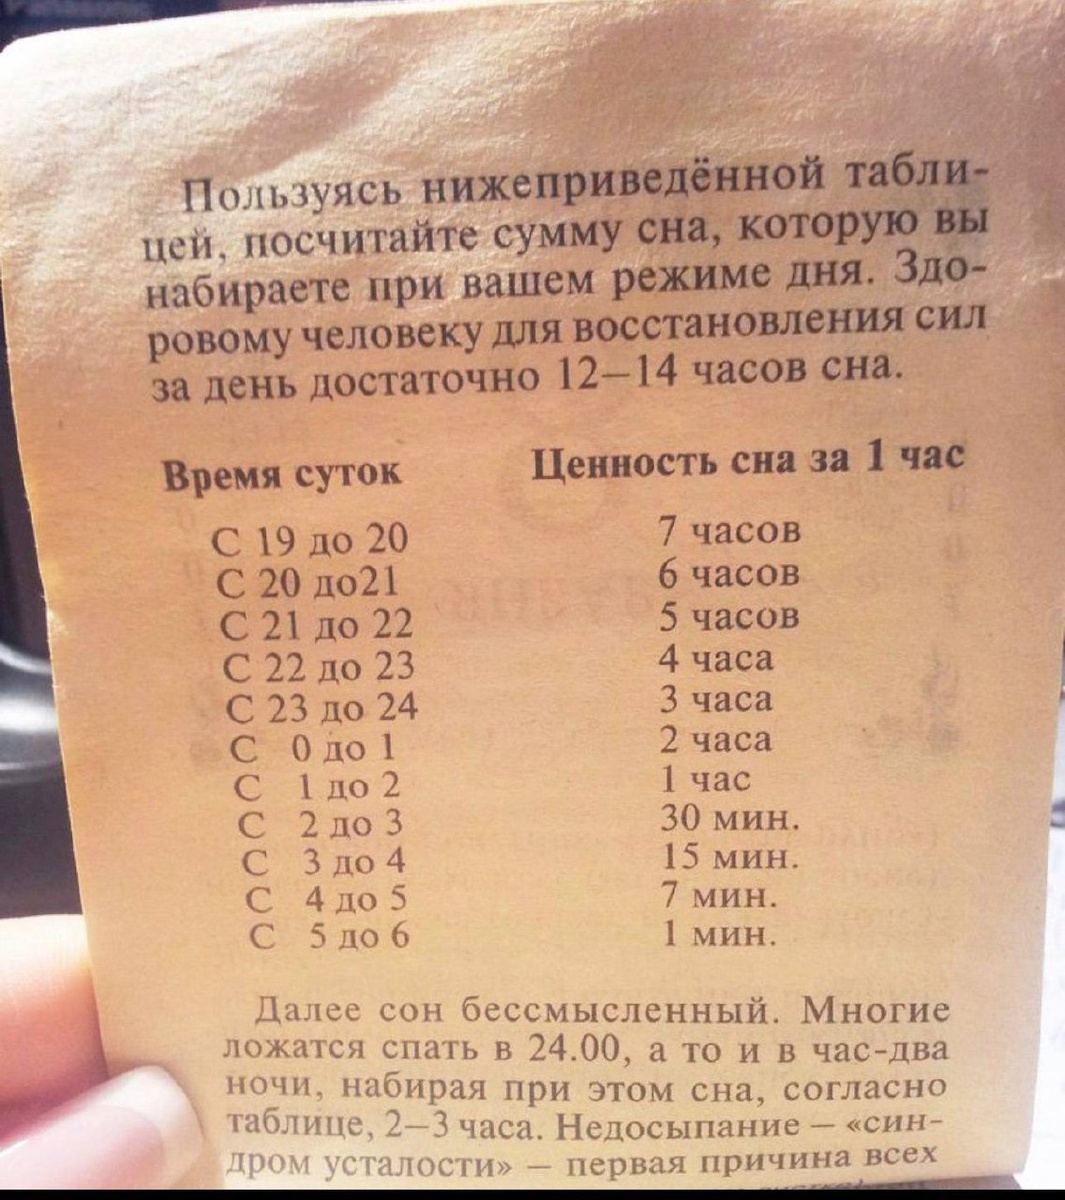 Пользуясь нижеприведённой табли-
цей, посчитайте сумму сна, которую вы
набираете при вашем режиме дня. Здо-
ровому человеку для восстановления сил
за день достаточно 12–14 часов сна.
Время суток Ценность сна за 1 час
С 19 до 20 7 часов
С 20 до21 6 часов
С 21 до 22 5 часов
С 22 до 23 4 часа
С 23 до 24 3 часа
С 0 до 1 2 часа
С 1 до 2 1 час
С 2 до 3 30 мин.
С 3 до 4 15 мин.
С 4 до 5 7 мин.
С 5 до 6 1 мин.
Далее сон бессмысленный. Многие
ложатся спать в 24.00, а то и в час-два
ночи, набирая при этом сна, согласно
таблице, 2–3 часа. Недосыпание – «син-
дром усталости» – первая причина всех